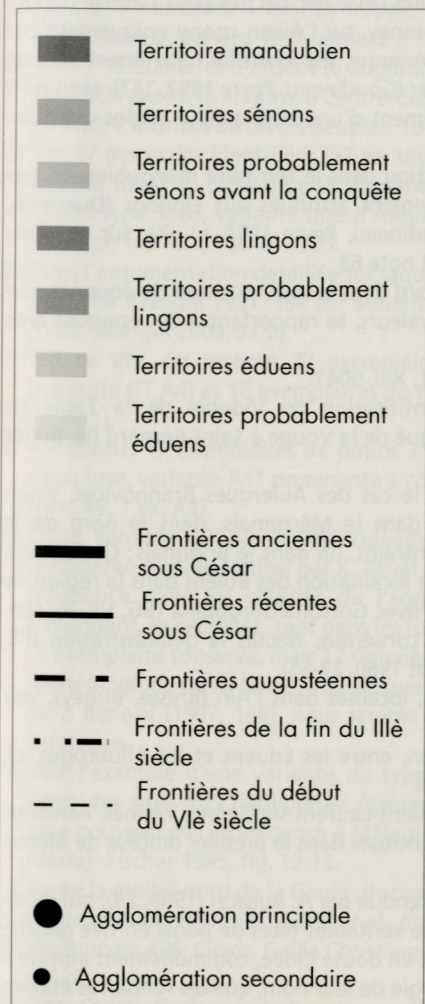 Territoire mandubien
Territoires sénons
Territoires probablement
sénons avant la conquête
Territoires lingons
Territoires probablement
lingons
Territoires éduens
Territoires probablement
éduens
Frontières anciennes
sous César
Frontières récentes
sous César
Frontières augustéennes
Frontières de la fin du IIIè
siècle
Frontières du début
du VIè siècle
Agglomération principale
Agglomération secondaire